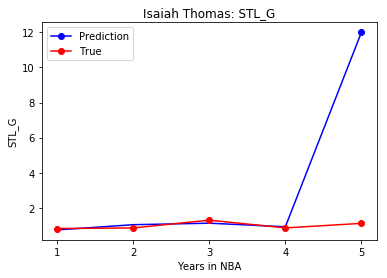 Isaiah Thomas: STL_G
Prediction
True
12
10
8
6
4
2
STL_G
1 2 3 4 5
Years in NBA